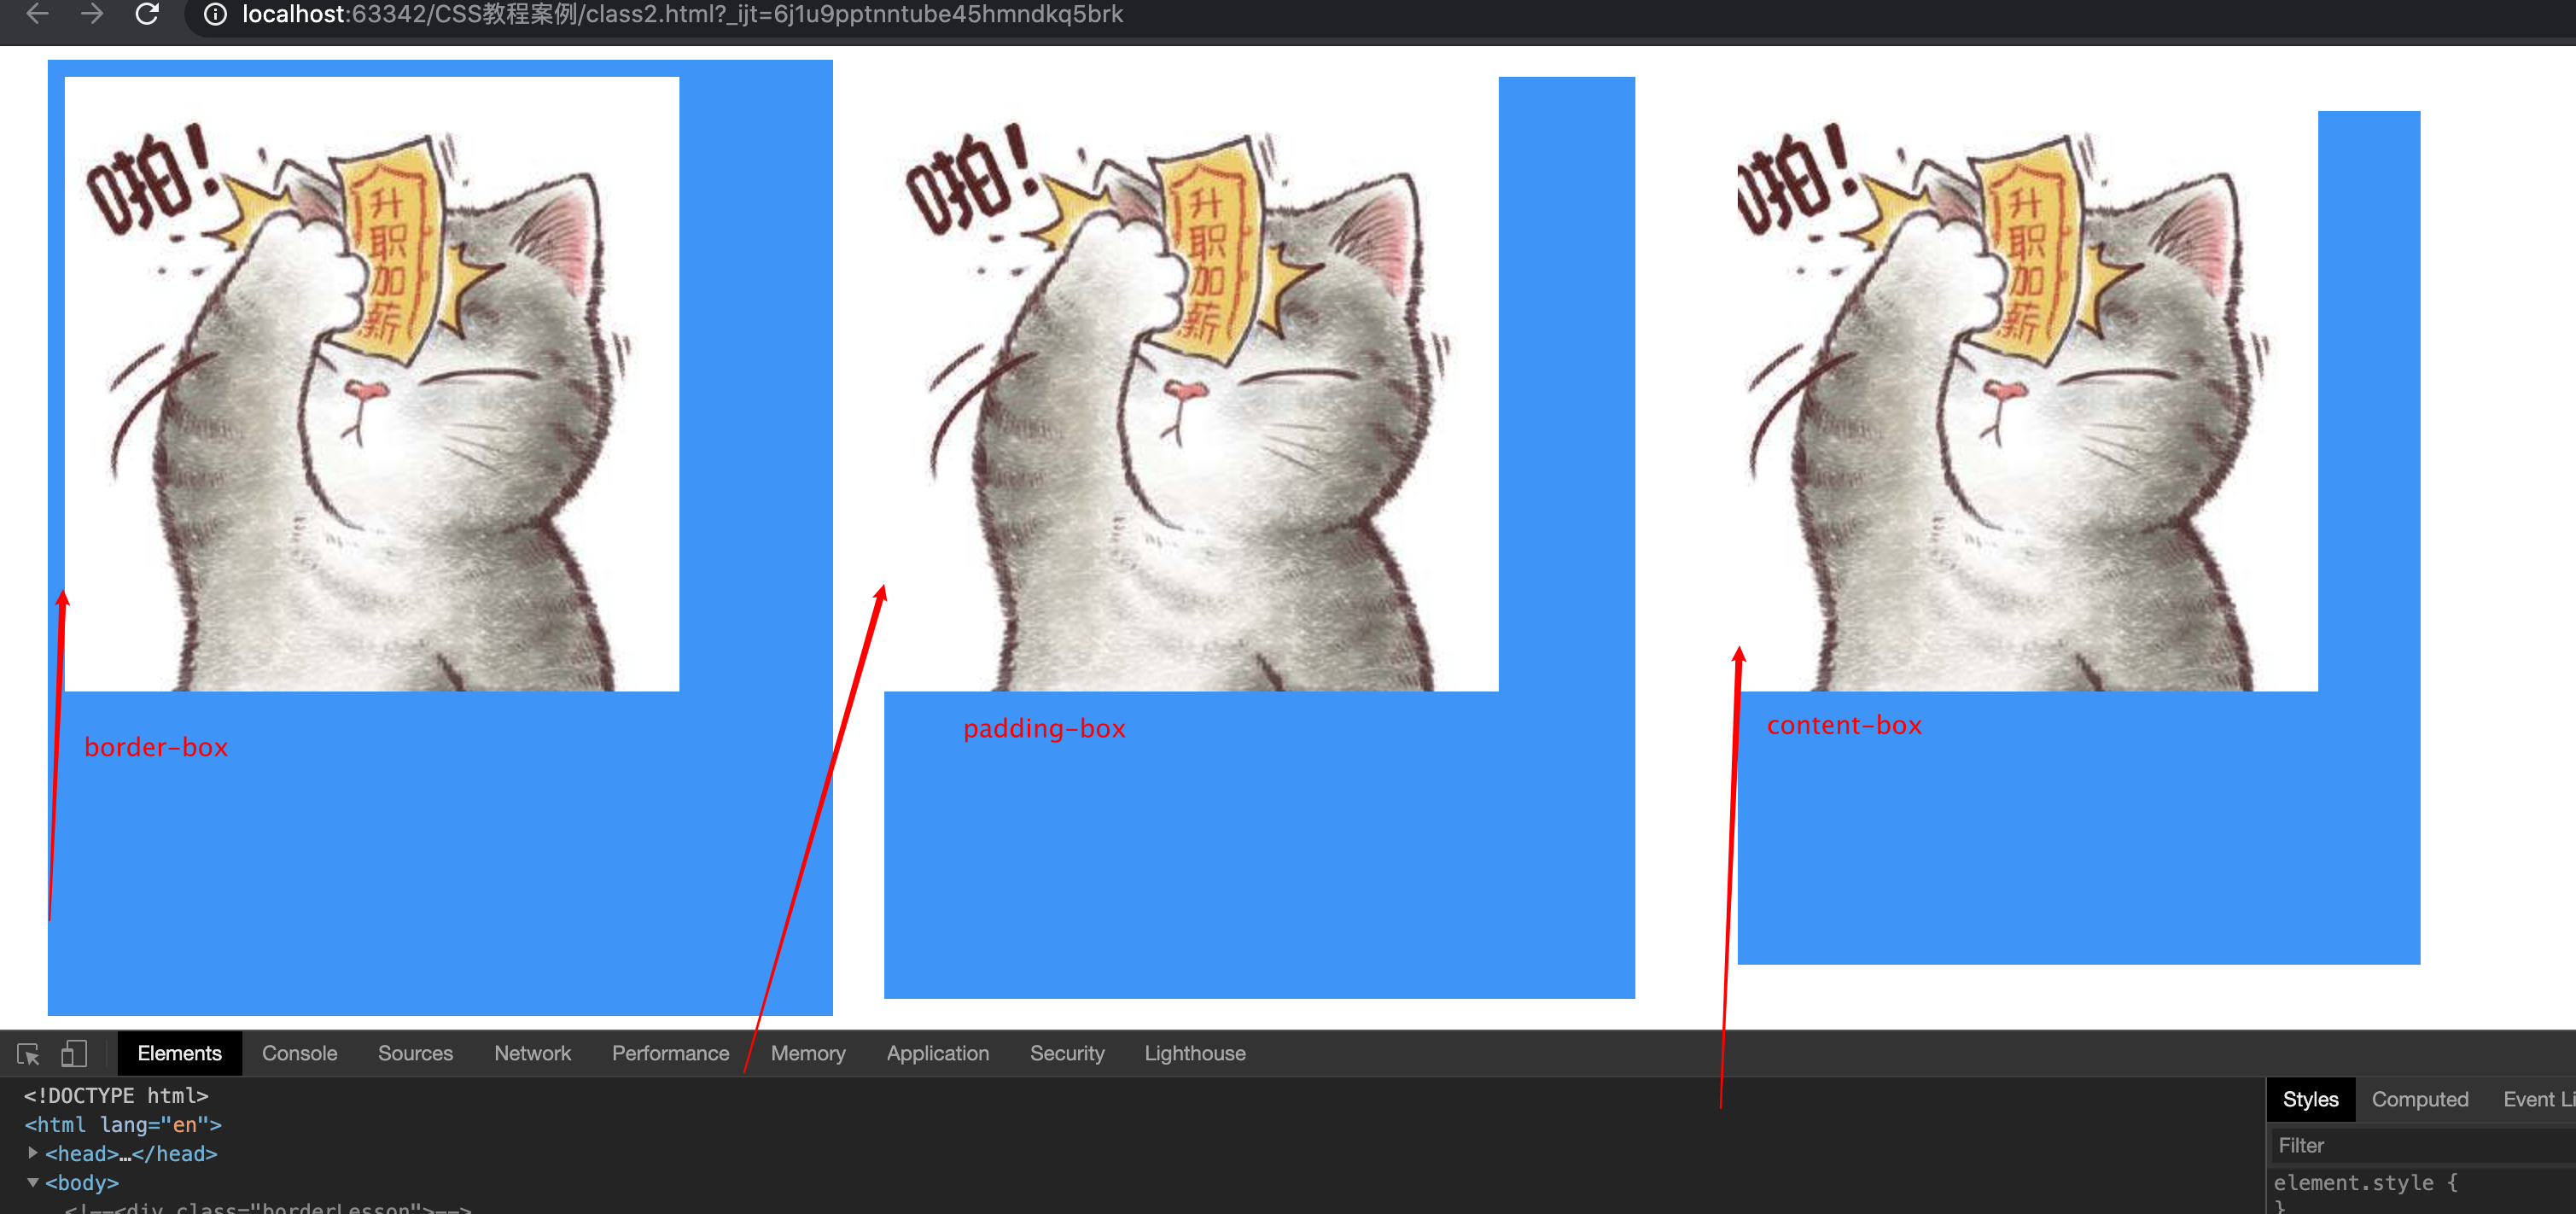 localhost:63342/CSS教程案例/class2.html?_ijt=6j1u9pptnntube45hmndkq5brk
啪!
升职加薪
啪!
升职加薪
啪!
升职加薪
border-box
padding-box
content-box
Elements Console Sources Network Performance Memory Application Security Lighthouse
<!DOCTYPE html>
<html lang="en">
<head>…</head>
<body>
<!--<div class="borderLesson">-->
Styles Computed Event Li
Filter
element.style {
}